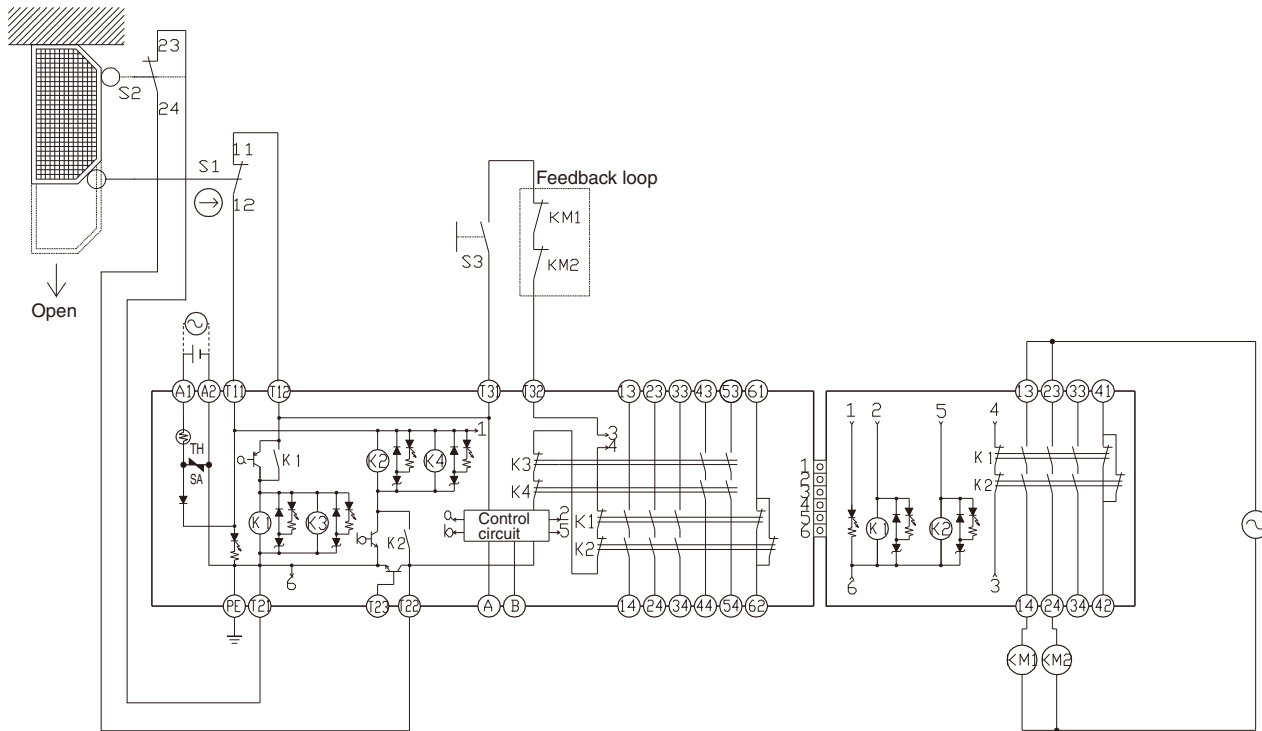 23
S2
24
11
S1
12
Open
Feedback loop
KM1
KM2
S3
A1 A2 T11 T12 T31 T32 13 23 33 43 53 61
13 23 33 41
1
TH
SA
a
K1
K2 K4
3
4
K3
K4
K1 K3
a
b
Control
circuit
2
5
K1
K2
b
K2
6
1
2
3
4
5
6
1 2 5 4
K1
K2
K1 K2
6
3
PE T21 T23 T22 A B 14 24 34 44 54 62
14 24 34 42
KM1 KM2